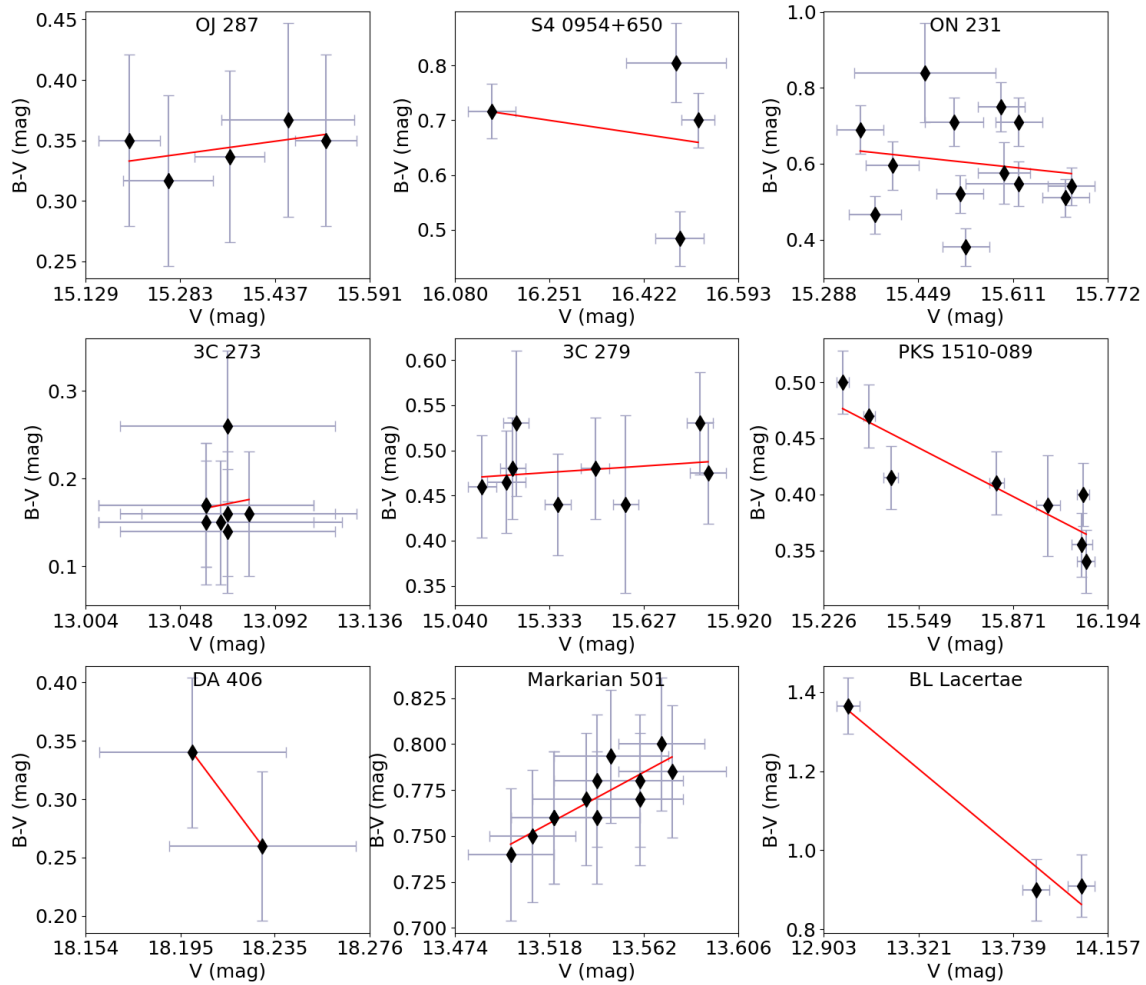 OJ 287
0.45
0.40
0.35
0.30
0.25
B-V (mag)
15.129 15.283 15.437 15.591
V (mag)
S4 0954+650
0.8
0.7
0.6
0.5
B-V (mag)
16.080 16.251 16.422 16.593
V (mag)
ON 231
1.0
0.8
0.6
0.4
B-V (mag)
15.288 15.449 15.611 15.772
V (mag)
3C 273
0.3
0.2
0.1
B-V (mag)
13.004 13.048 13.092 13.136
V (mag)
3C 279
0.60
0.55
0.50
0.45
0.40
0.35
B-V (mag)
15.040 15.333 15.627 15.920
V (mag)
PKS 1510-089
0.50
0.45
0.40
0.35
B-V (mag)
15.226 15.549 15.871 16.194
V (mag)
DA 406
0.40
0.35
0.30
0.25
0.20
B-V (mag)
18.154 18.195 18.235 18.276
V (mag)
Markarian 501
0.825
0.800
0.775
0.750
0.725
0.700
B-V (mag)
13.474 13.518 13.562 13.606
V (mag)
BL Lacertae
1.4
1.2
1.0
0.8
B-V (mag)
12.903 13.321 13.739 14.157
V (mag)